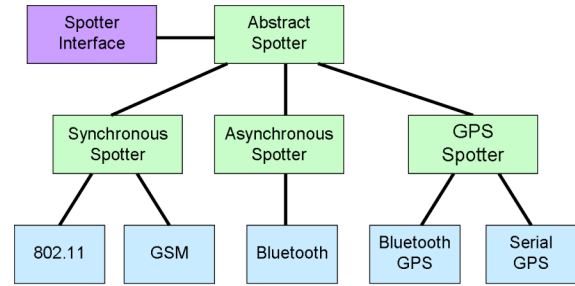 Spotter
Interface
Abstract
Spotter
Synchronous
Spotter
Asynchronous
Spotter
GPS
Spotter
802.11
GSM
Bluetooth
Bluetooth
GPS
Serial
GPS